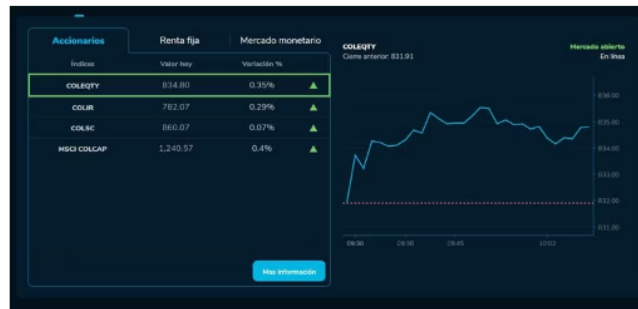 Accionarios Renta fija Mercado monetario
Índices Valor hoy Variación %
COLEQTY 834.80 0.35%
COLIR 782.07 0.29%
COLSC 860.07 0.07%
MSCI COLCAP 1,240.57 0.4%
Mas información
COLEQTY Mercado abierto
Cierre anterior: 831.91 En línea
836.00
835.00
834.00
833.00
832.00
831.00
09:30 09:36 09:45 10:02